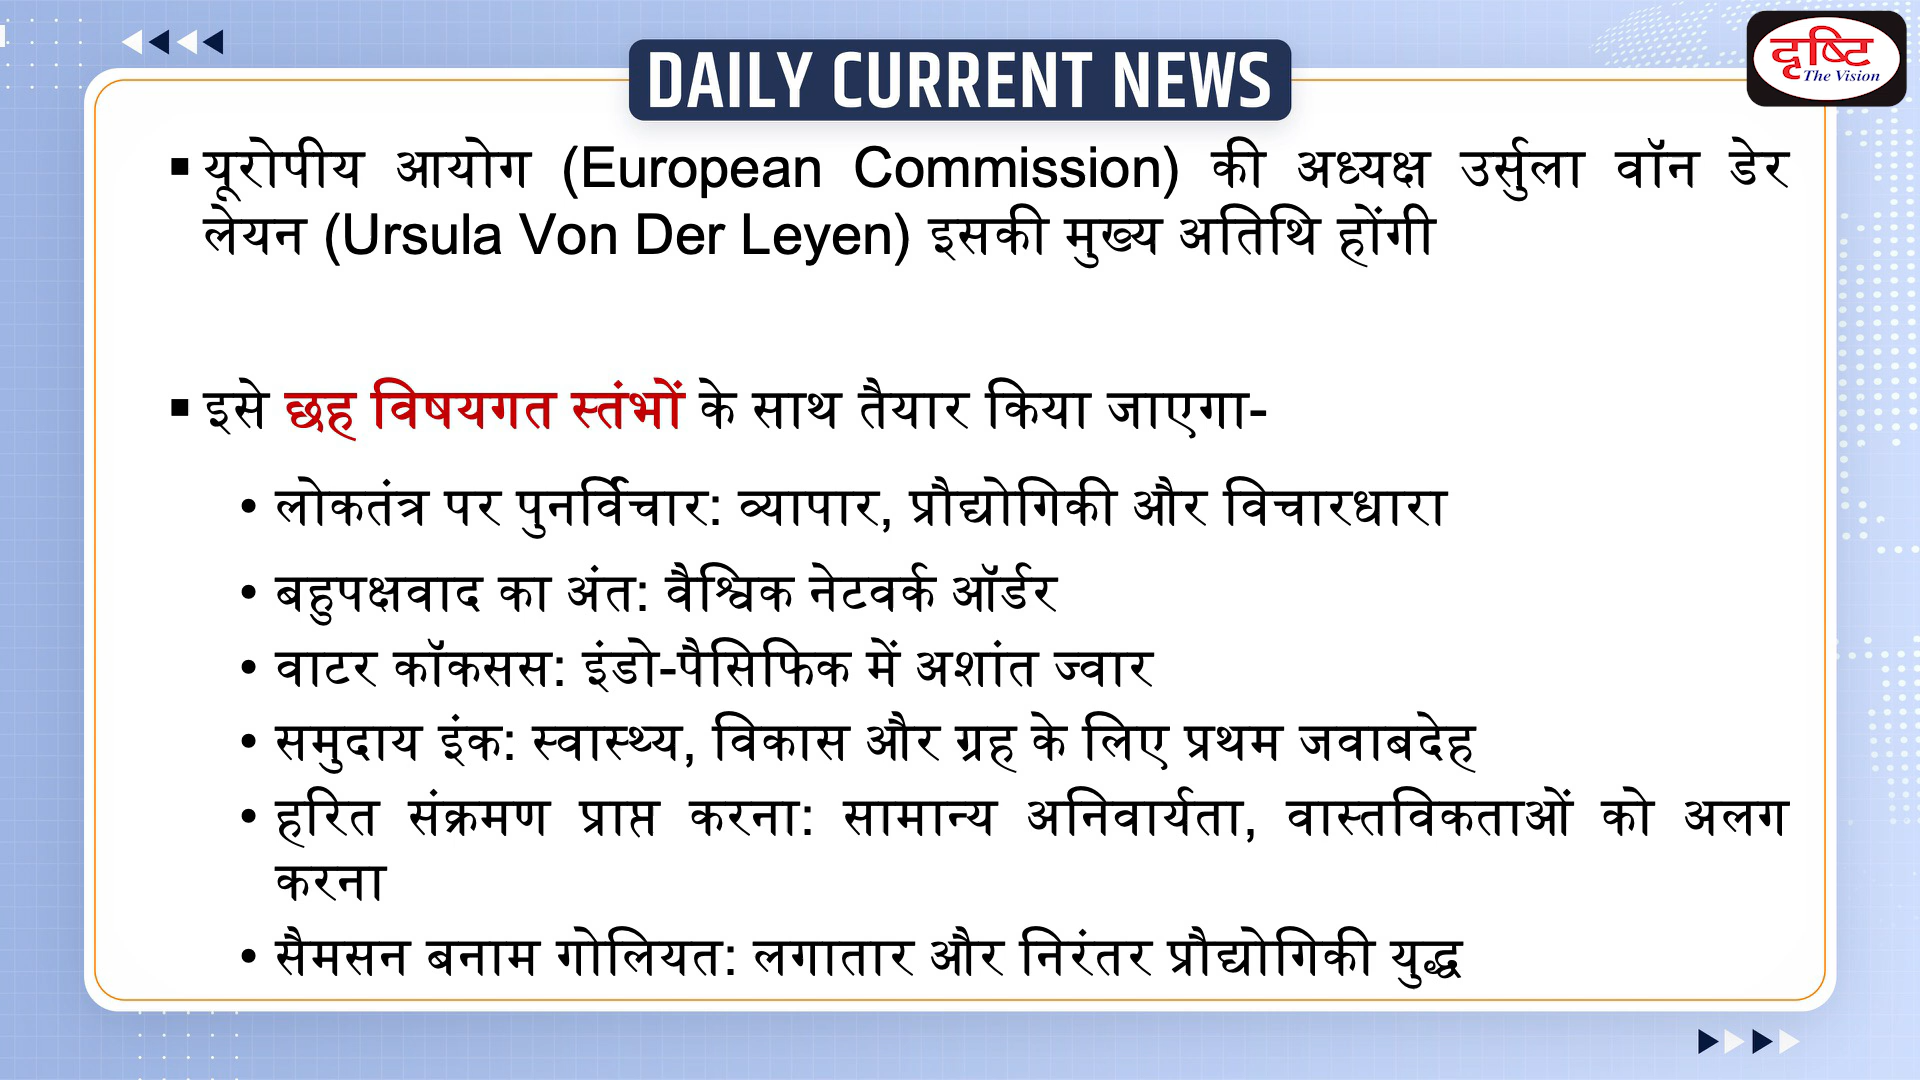 DAILY CURRENT NEWS
दृष्टि
The Vision
▪ यूरोपीय आयोग (European Commission) की अध्यक्ष उर्सुला वॉन डेर
लेयन (Ursula Von Der Leyen) इसकी मुख्य अतिथि होंगी
▪ इसे छह विषयगत स्तंभों के साथ तैयार किया जाएगा-
• लोकतंत्र पर पुनर्विचार: व्यापार, प्रौद्योगिकी और विचारधारा
• बहुपक्षवाद का अंत: वैश्विक नेटवर्क ऑर्डर
• वाटर कॉकसस: इंडो-पैसिफिक में अशांत ज्वार
• समुदाय इंक: स्वास्थ्य, विकास और ग्रह के लिए प्रथम जवाबदेह
• हरित संक्रमण प्राप्त करना: सामान्य अनिवार्यता, वास्तविकताओं को अलग
करना
• सैमसन बनाम गोलियत: लगातार और निरंतर प्रौद्योगिकी युद्ध